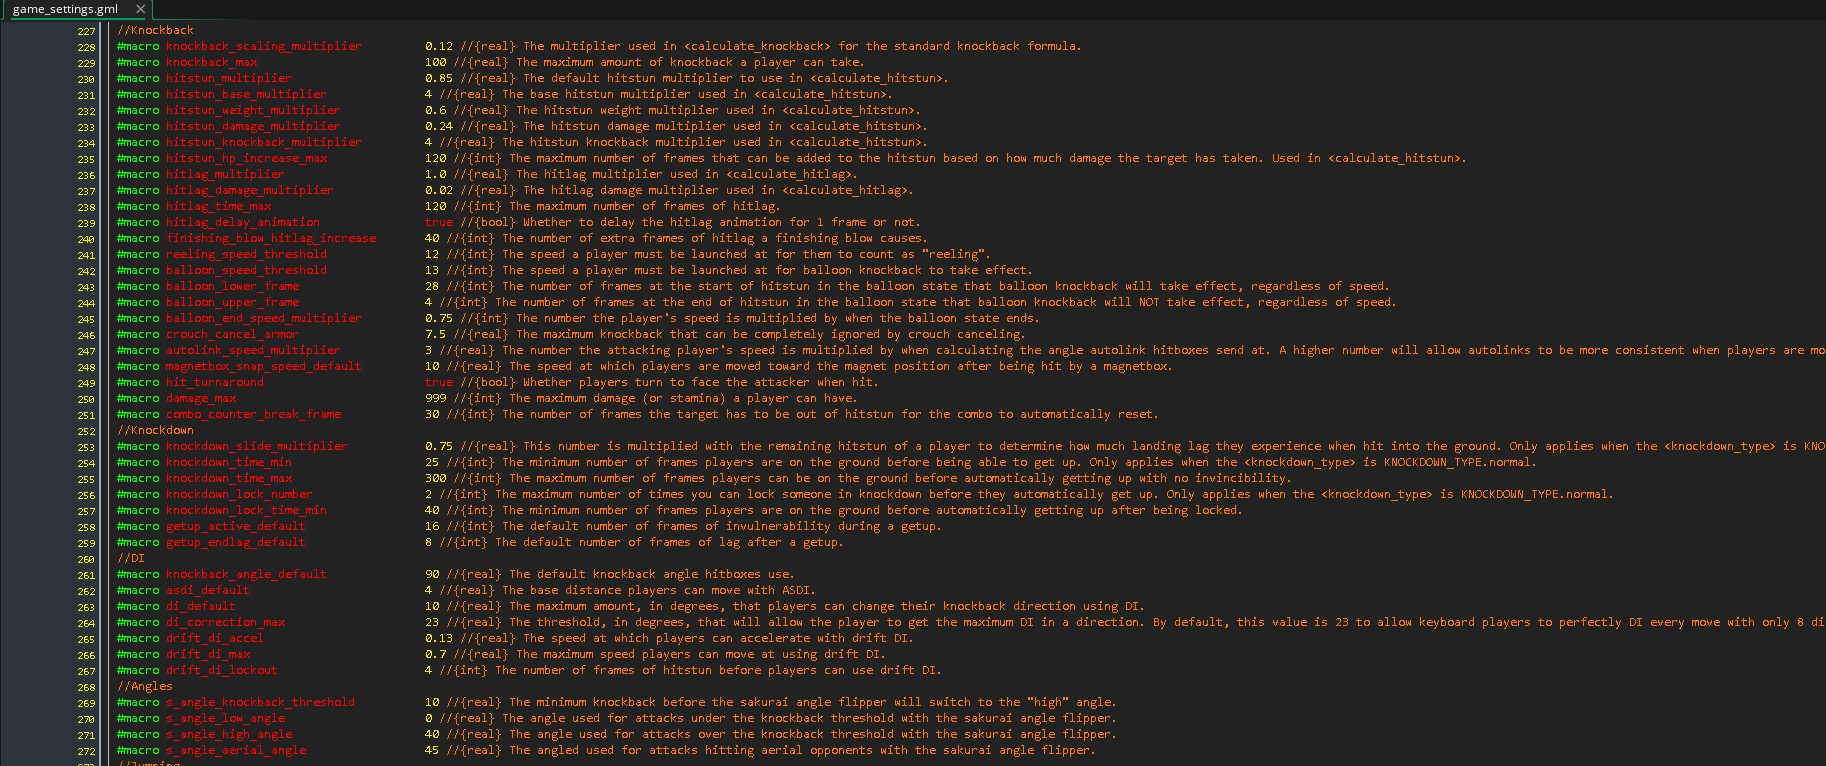 game_settings.gml
227 //Knockback
228 #macro knockback_scaling_multiplier 0.12 //{real} The multiplier used in <calculate_knockback> for the standard knockback formula.
229 #macro knockback_max 100 //{real} The maximum amount of knockback a player can take.
230 #macro hitstun_multiplier 0.85 //{real} The default hitstun multiplier to use in <calculate_hitstun>.
231 #macro hitstun_base_multiplier 4 //{real} The base hitstun multiplier used in <calculate_hitstun>.
232 #macro hitstun_weight_multiplier 0.6 //{real} The hitstun weight multiplier used in <calculate_hitstun>.
233 #macro hitstun_damage_multiplier 0.24 //{real} The hitstun damage multiplier used in <calculate_hitstun>.
234 #macro hitstun_knockback_multiplier 4 //{real} The hitstun knockback multiplier used in <calculate_hitstun>.
235 #macro hitstun_hp_increase_max 120 //{int} The maximum number of frames that can be added to the hitstun based on how much damage the target has taken. Used in <calculate_hitstun>.
236 #macro hitlag_multiplier 1.0 //{real} The hitlag multiplier used in <calculate_hitlag>.
237 #macro hitlag_damage_multiplier 0.02 //{real} The hitlag damage multiplier used in <calculate_hitlag>.
238 #macro hitlag_time_max 120 //{int} The maximum number of frames of hitlag.
239 #macro hitlag_delay_animation true //{bool} Whether to delay the hitlag animation for 1 frame or not.
240 #macro finishing_blow_hitlag_increase 40 //{int} The number of extra frames of hitlag a finishing blow causes.
241 #macro reeling_speed_threshold 12 //{int} The speed a player must be launched at for them to count as "reeling".
242 #macro balloon_speed_threshold 13 //{int} The speed a player must be launched at for balloon knockback to take effect.
243 #macro balloon_lower_frame 28 //{int} The number of frames at the start of hitstun in the balloon state that balloon knockback will take effect, regardless of speed.
244 #macro balloon_upper_frame 4 //{int} The number of frames at the end of hitstun in the balloon state that balloon knockback will NOT take effect, regardless of speed.
245 #macro balloon_end_speed_multiplier 0.75 //{int} The number the player's speed is multiplied by when the balloon state ends.
246 #macro crouch_cancel_armor 7.5 //{real} The maximum knockback that can be completely ignored by crouch canceling.
247 #macro autolink_speed_multiplier 3 //{real} The number the attacking player's speed is multiplied by when calculating the angle autolink hitboxes send at. A higher number will allow autolinks to be more consistent when players are mo
248 #macro magnetbox_snap_speed_default 10 //{real} The speed at which players are moved toward the magnet position after being hit by a magnetbox.
249 #macro hit_turnaround true //{bool} Whether players turn to face the attacker when hit.
250 #macro damage_max 999 //{int} The maximum damage (or stamina) a player can have.
251 #macro combo_counter_break_frame 30 //{int} The number of frames the target has to be out of hitstun for the combo to automatically reset.
252 //Knockdown
253 #macro knockdown_slide_multiplier 0.75 //{real} This number is multiplied with the remaining hitstun of a player to determine how much landing lag they experience when hit into the ground. Only applies when the <knockdown_type> is KNO
254 #macro knockdown_time_min 25 //{int} The minimum number of frames players are on the ground before being able to get up. Only applies when the <knockdown_type> is KNOCKDOWN_TYPE.normal.
255 #macro knockdown_time_max 300 //{int} The maximum number of frames players can be on the ground before automatically getting up with no invincibility.
256 #macro knockdown_lock_number 2 //{int} The maximum number of times you can lock someone in knockdown before they automatically get up. Only applies when the <knockdown_type> is KNOCKDOWN_TYPE.normal.
257 #macro knockdown_lock_time_min 40 //{int} The minimum number of frames players are on the ground before automatically getting up after being locked.
258 #macro getup_active_default 16 //{int} The default number of frames of invulnerability during a getup.
259 #macro getup_endlag_default 8 //{int} The default number of frames of lag after a getup.
260 //DI
261 #macro knockback_angle_default 90 //{real} The default knockback angle hitboxes use.
262 #macro asdi_default 4 //{real} The base distance players can move with ASDI.
263 #macro di_default 10 //{real} The maximum amount, in degrees, that players can change their knockback direction using DI.
264 #macro di_correction_max 23 //{real} The threshold, in degrees, that will allow the player to get the maximum DI in a direction. By default, this value is 23 to allow keyboard players to perfectly DI every move with only 8 di
265 #macro drift_di_accel 0.13 //{real} The speed at which players can accelerate with drift DI.
266 #macro drift_di_max 0.7 //{real} The maximum speed players can move at using drift DI.
267 #macro drift_di_lockout 4 //{int} The number of frames of hitstun before players can use drift DI.
268 //Angles
269 #macro s_angle_knockback_threshold 10 //{real} The minimum knockback before the sakurai angle flipper will switch to the "high" angle.
270 #macro s_angle_low_angle 0 //{real} The angle used for attacks under the knockback threshold with the sakurai angle flipper.
271 #macro s_angle_high_angle 40 //{real} The angle used for attacks over the knockback threshold with the sakurai angle flipper.
272 #macro s_angle_aerial_angle 45 //{real} The angled used for attacks hitting aerial opponents with the sakurai angle flipper.
273 //Jumping